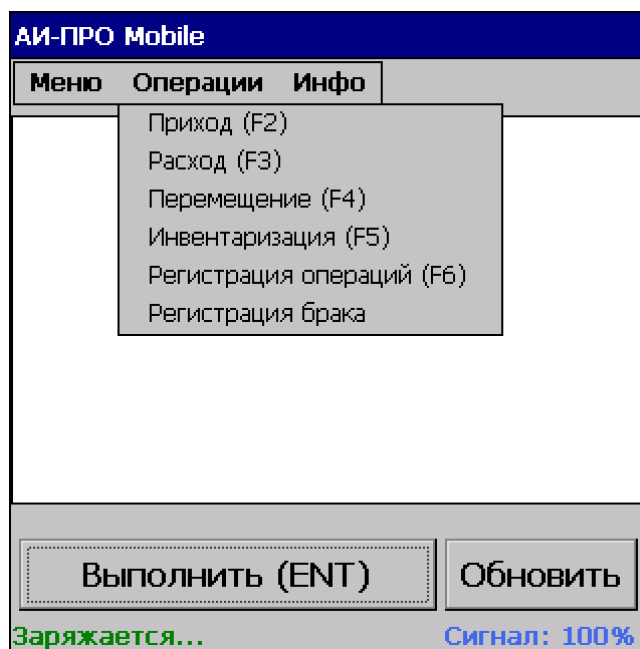 АИ-ПРО Mobile
Меню Операции Инфо
Приход (F2)
Расход (F3)
Перемещение (F4)
Инвентаризация (F5)
Регистрация операций (F6)
Регистрация брака
Выполнить (ENT) Обновить
Заряжается... Сигнал: 100%